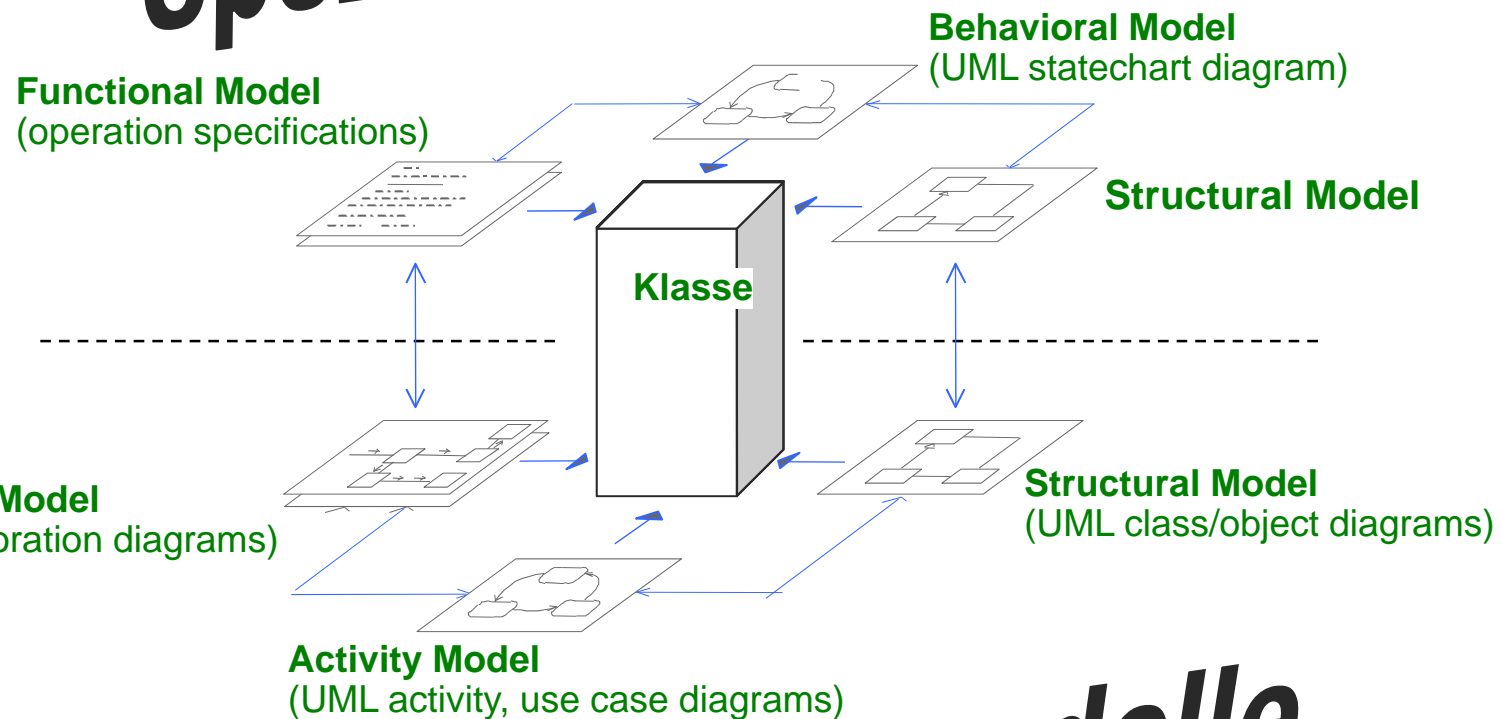 Behavioral Model
(UML statechart diagram)
Functional Model
(operation specifications)
Structural Model
Klasse
Model
oration diagrams)
Structural Model
(UML class/object diagrams)
Activity Model
(UML activity, use case diagrams)